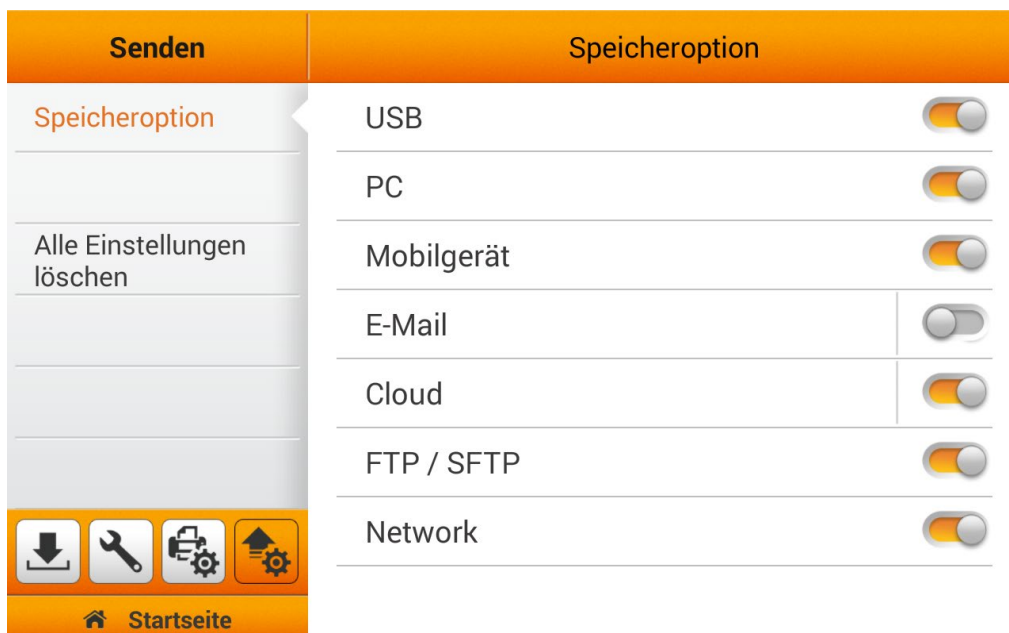 Senden
Speicheroption
Speicheroption
Alle Einstellungen
löschen
Startseite
USB
PC
Mobilgerät
E-Mail
Cloud
FTP / SFTP
Network